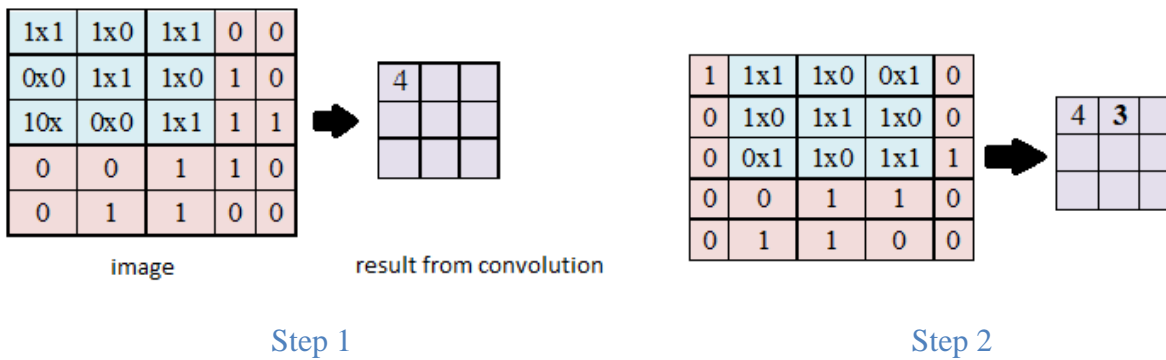 1x1 1x0 1x1 0 0
0x0 1x1 1x0 1 0
10x 0x0 1x1 1 1
0 0 1 1 0
0 1 1 0 0
image
4
result from convolution
Step 1
1 1x1 1x0 0x1 0
0 1x0 1x1 1x0 0
0 0x1 1x0 1x1 1
0 0 1 1 0
0 1 1 0 0
4 3
Step 2